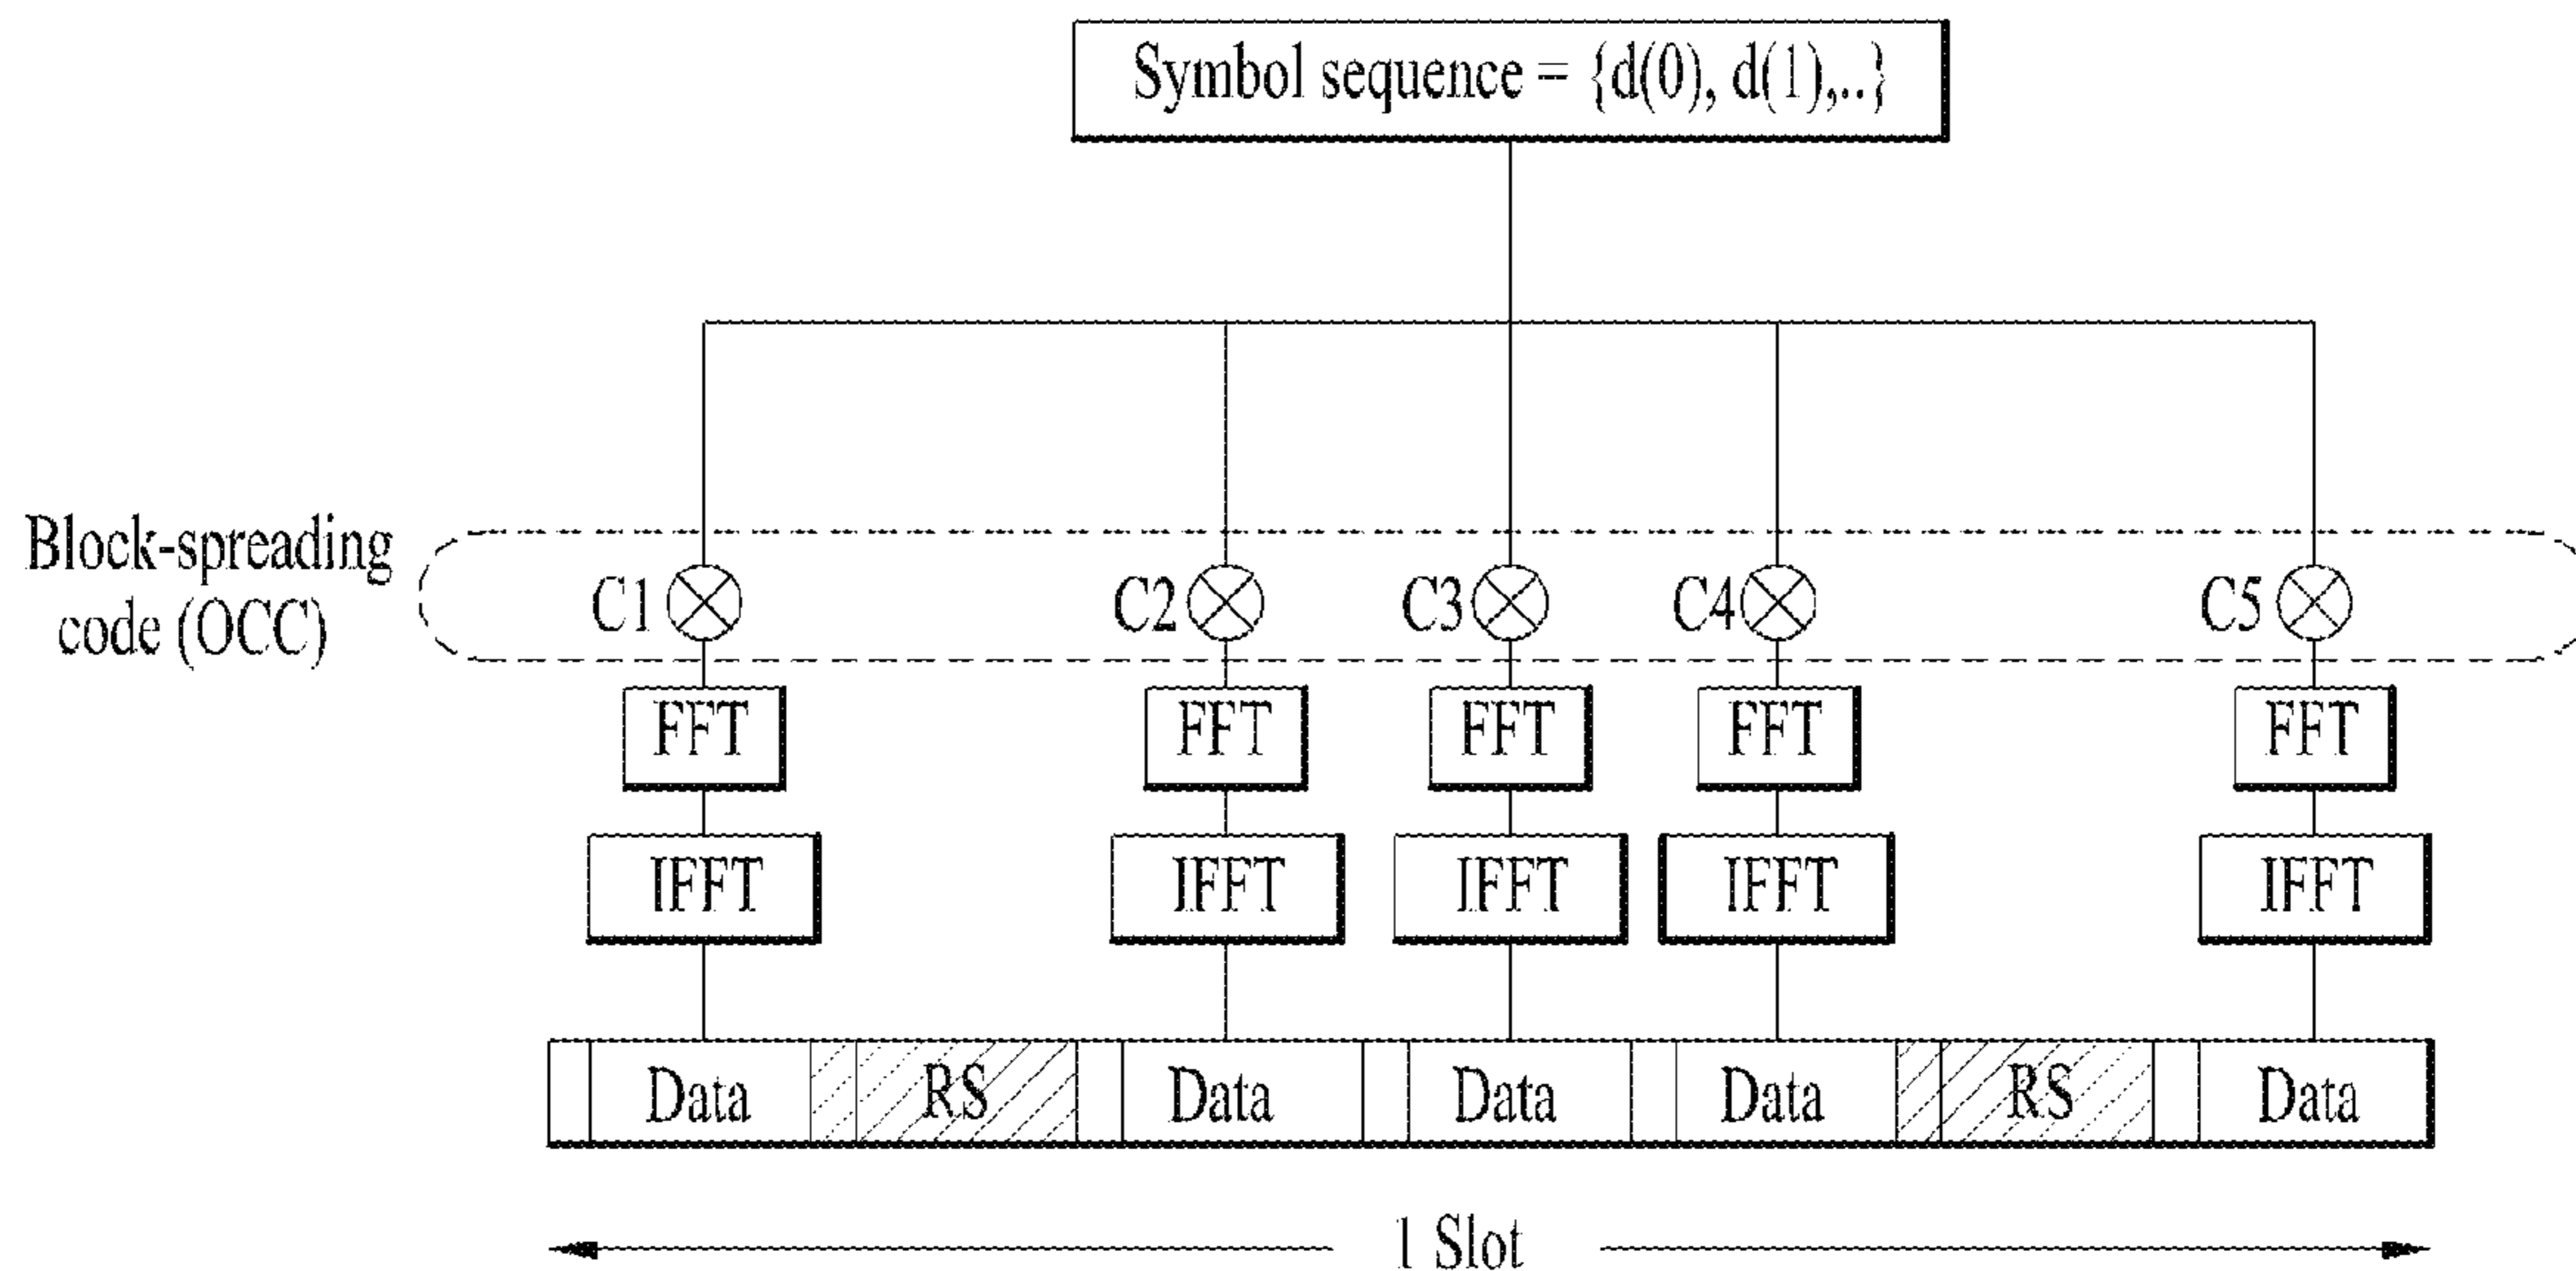 Symbol sequence = {d(0), d(1),..}
Block-spreading
code (OCC)
C1 C2 C3 C4 C5
FFT FFT FFT FFT FFT
IFFT IFFT IFFT IFFT IFFT
Data RS Data Data Data RS Data
1 Slot